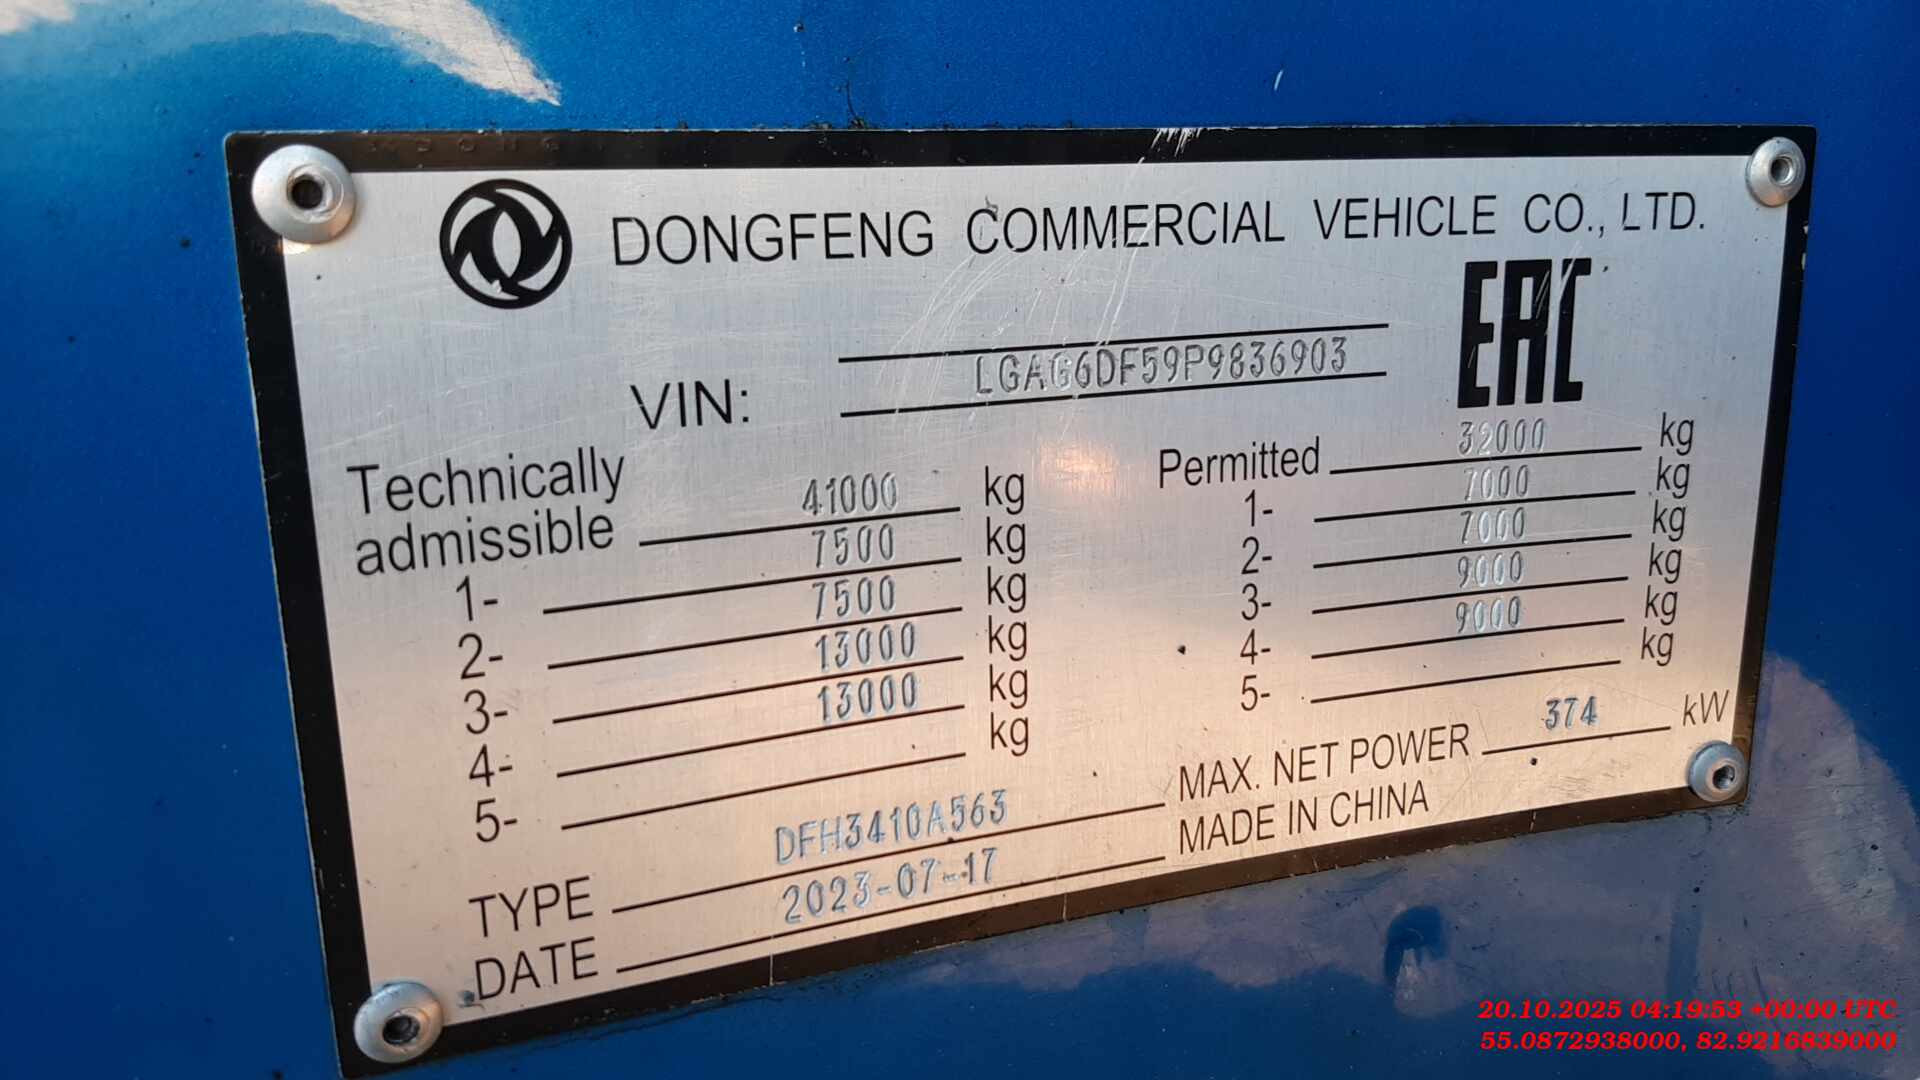 DONGFENG COMMERCIAL VEHICLE CO., LTD.
EAC
VIN: LGAG6DF59P9836903
Technically
admissible 41000 kg
1- 7500 kg
2- 7500 kg
3- 13000 kg
4- 13000 kg
5- kg
Permitted 32000 kg
1- 7000 kg
2- 7000 kg
3- 9000 kg
4- 9000 kg
5- kg
MAX. NET POWER 374 kW
MADE IN CHINA
TYPE DFH3410A563
DATE 2023-07-17
20.10.2025 04:19:53 +00:00 UTC
55.0872938000, 82.9216839000